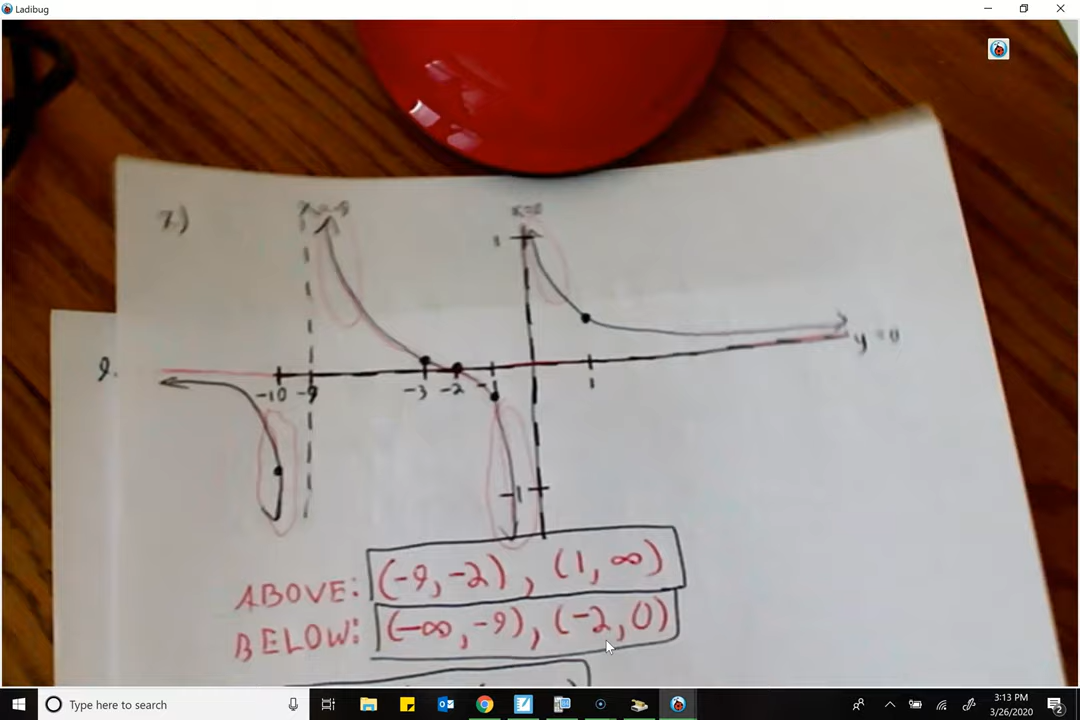 Ladibug
7.)
x=-9
x=0
1
y=0
9.
-10 -9 -3 -2 -1 1
-1
ABOVE: (-9,-2), (1,∞)
BELOW: (-∞,-9), (-2,0)
Type here to search
3:13 PM
3/26/2020
2